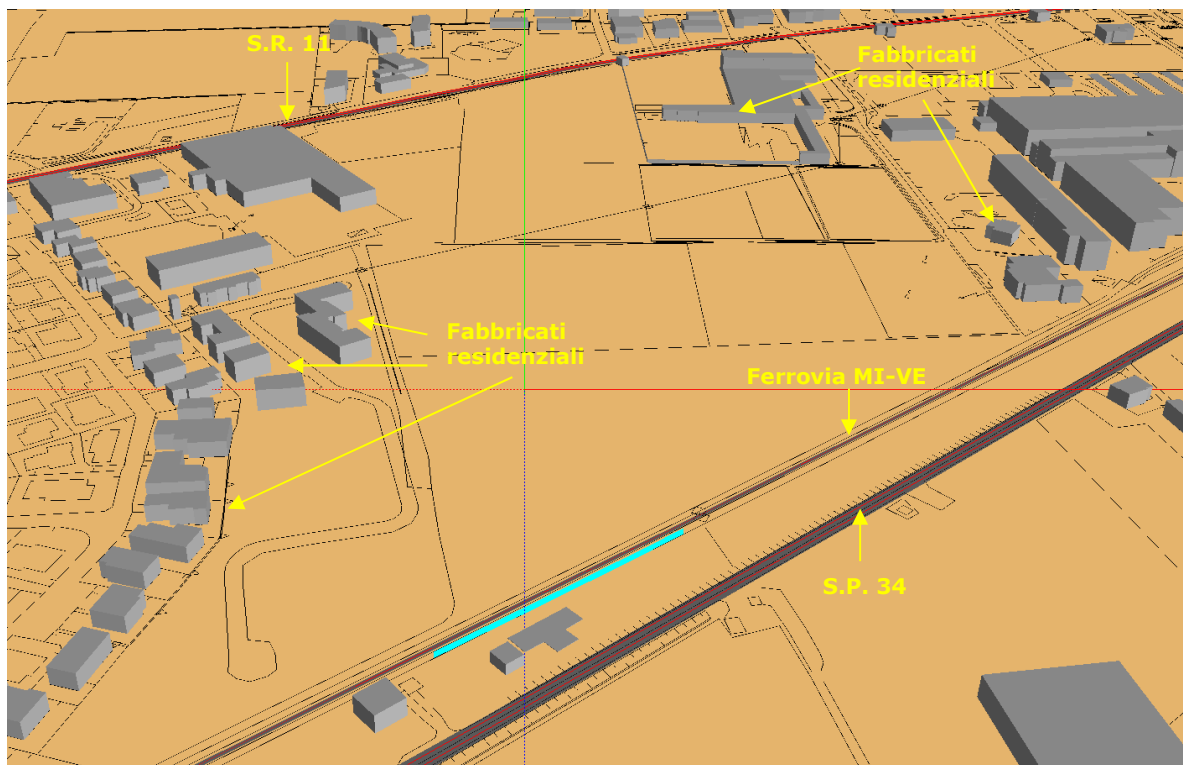 S.R. 11
Fabbricati
residenziali
Fabbricati
residenziali
Ferrovia MI-VE
S.P. 34